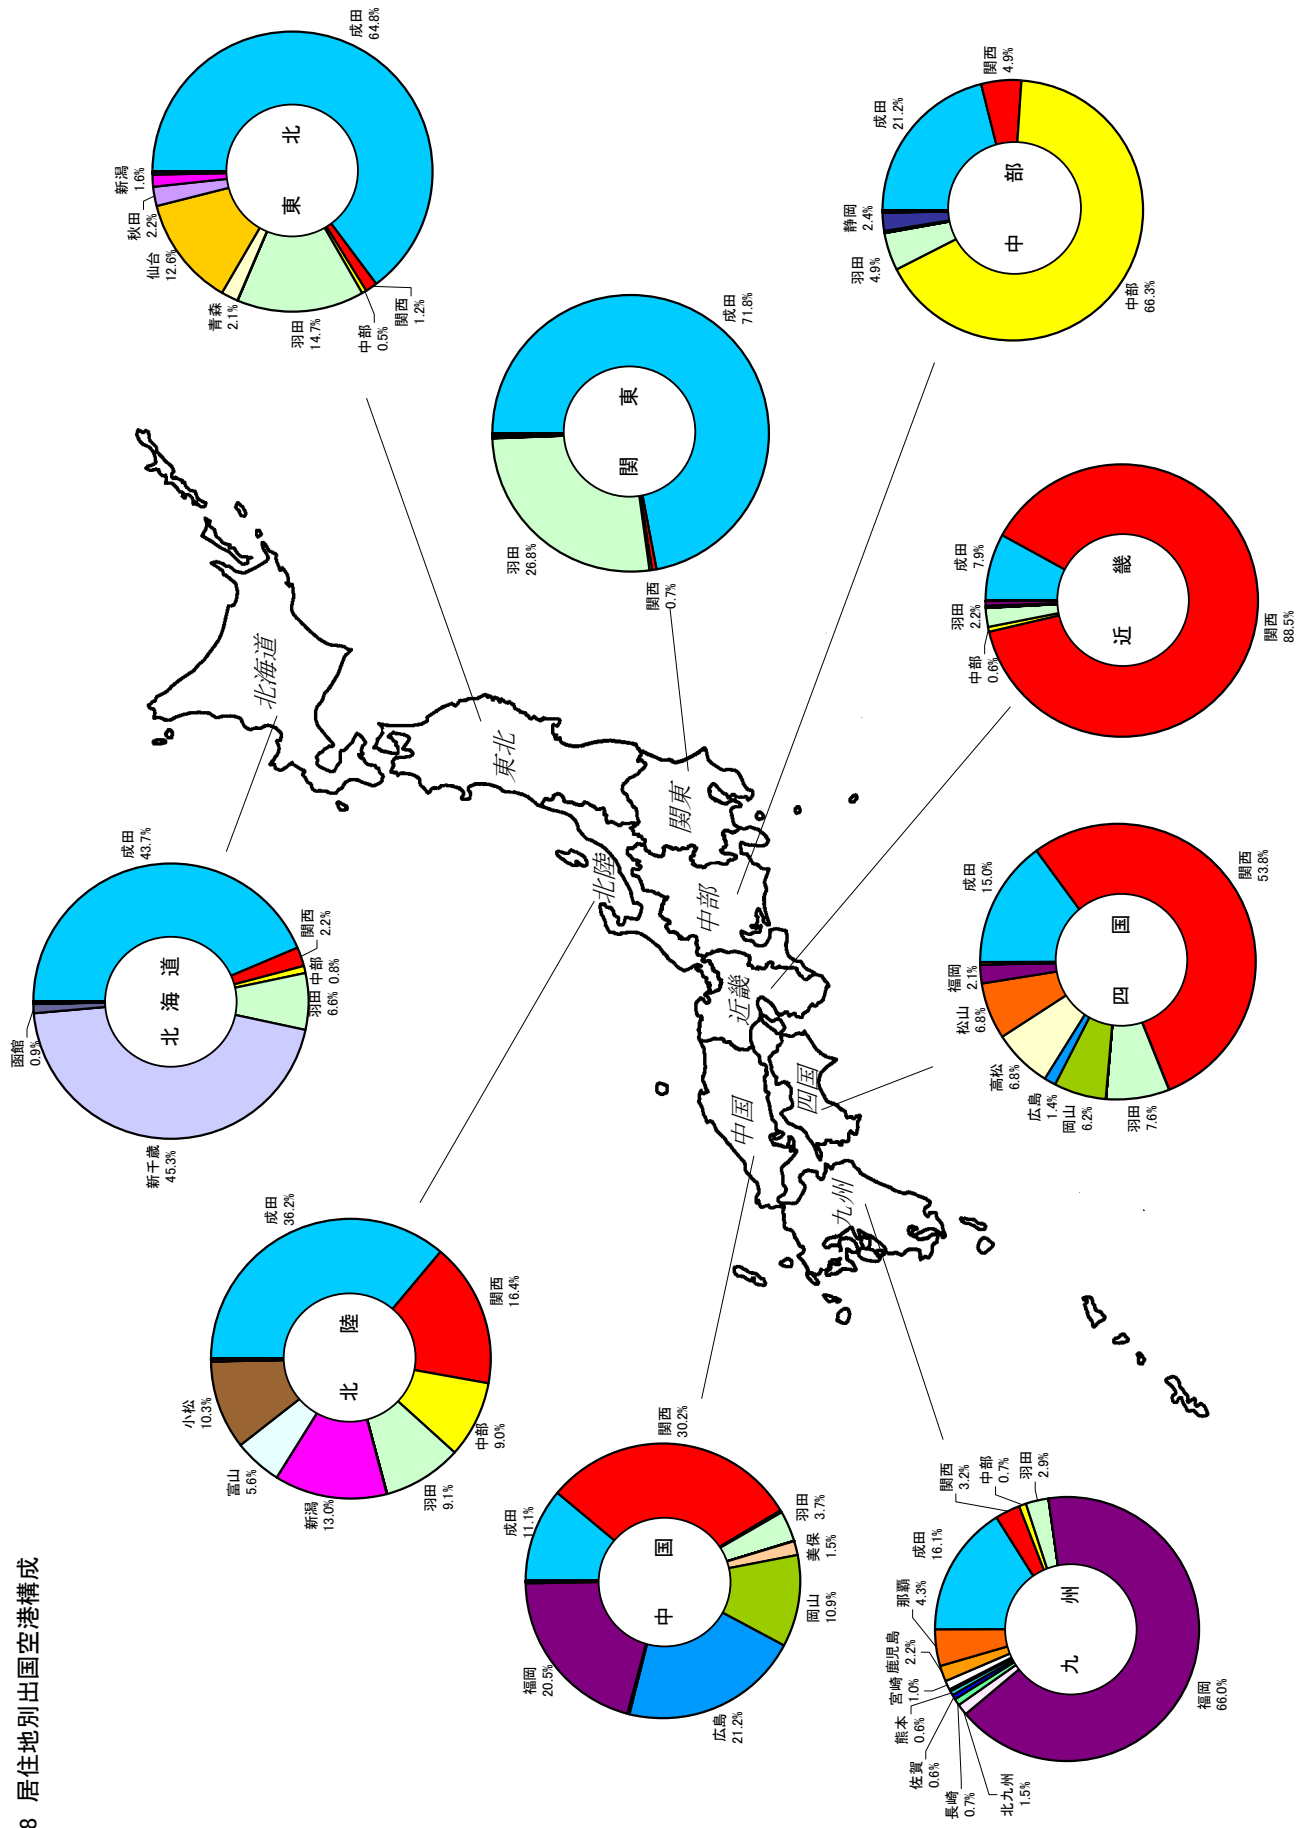 8 居住地別出国空港構成
北海道
成田
43.7%
関西
2.2%
中部
0.8%
羽田
6.6%
新千歳
45.3%
函館
0.9%
東北
成田
64.8%
関西
1.2%
中部
0.5%
羽田
14.7%
青森
2.1%
仙台
12.6%
秋田
2.2%
新潟
1.6%
関東
成田
71.8%
関西
0.7%
羽田
26.8%
中部
成田
21.2%
関西
4.9%
中部
66.3%
羽田
4.9%
静岡
2.4%
近畿
成田
7.9%
関西
88.5%
中部
0.6%
羽田
2.2%
四国
成田
15.0%
関西
53.8%
羽田
7.6%
岡山
6.2%
広島
1.4%
高松
6.8%
松山
6.8%
福岡
2.1%
北陸
成田
36.2%
関西
16.4%
中部
9.0%
羽田
9.1%
新潟
13.0%
富山
5.6%
小松
10.3%
中国
成田
11.1%
関西
30.2%
羽田
3.7%
美保
1.5%
岡山
10.9%
広島
21.2%
福岡
20.5%
九州
成田
16.1%
関西
3.2%
中部
0.7%
羽田
2.9%
福岡
66.0%
北九州
1.5%
長崎
0.7%
佐賀
0.6%
熊本
0.6%
宮崎
1.0%
鹿児島
2.2%
那覇
4.3%
北海道
東北
関東
北陸
中部
近畿
中国
四国
九州